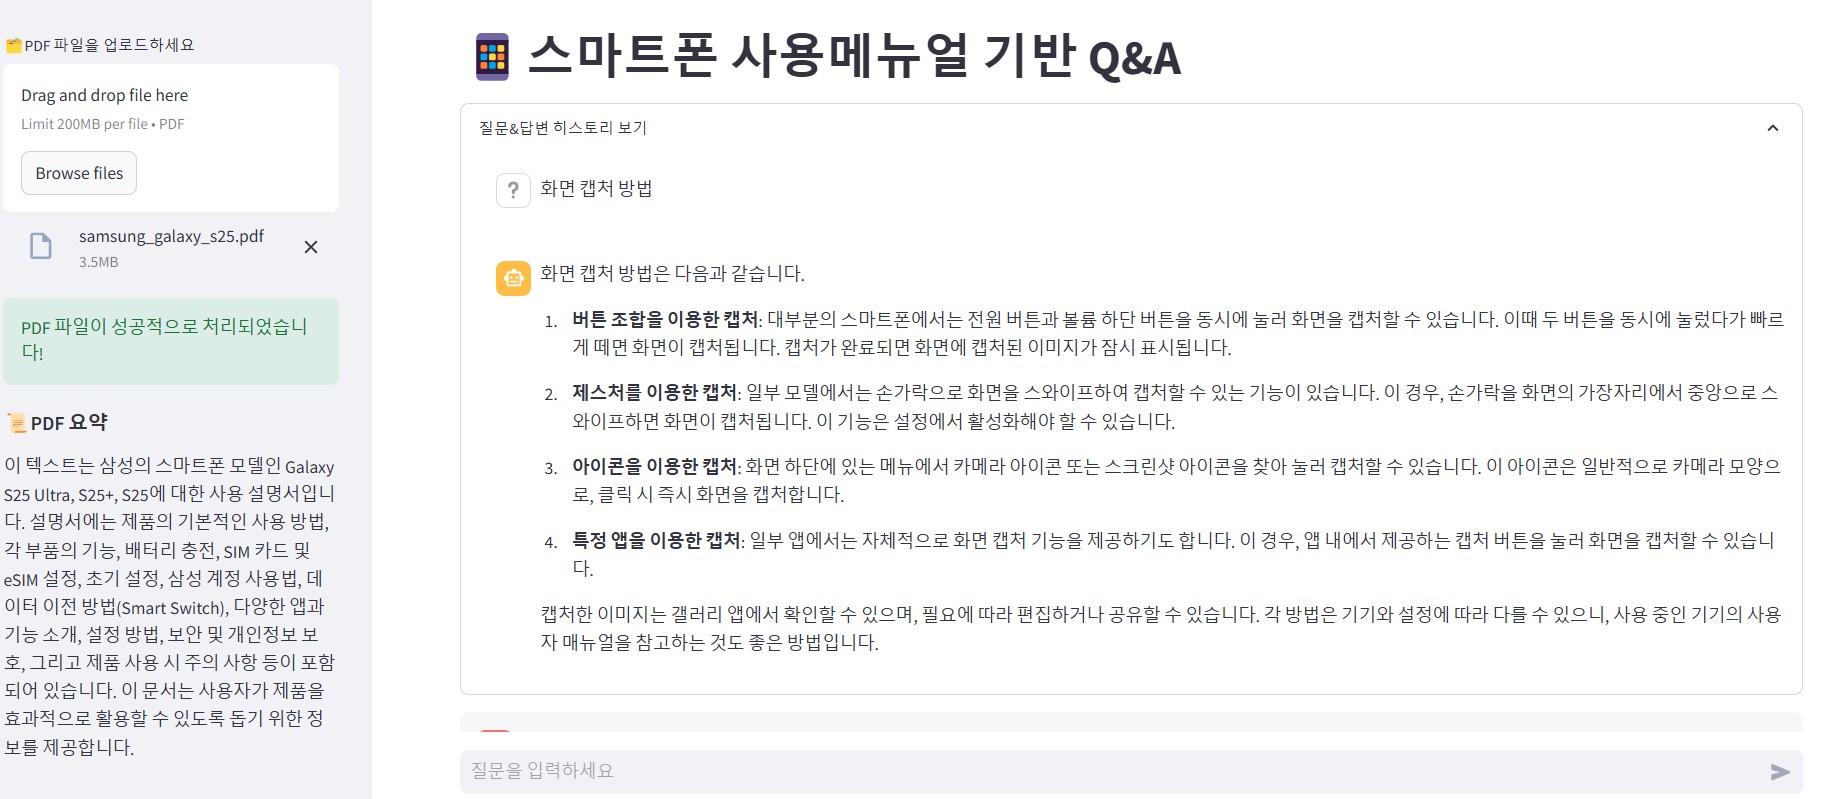 PDF 파일을 업로드하세요
Drag and drop file here
Limit 200MB per file • PDF
Browse files
samsung_galaxy_s25.pdf
3.5MB
PDF 파일이 성공적으로 처리되었습니
다!
PDF 요약
이 텍스트는 삼성의 스마트폰 모델인 Galaxy
S25 Ultra, S25+, S25에 대한 사용 설명서입니
다. 설명서에는 제품의 기본적인 사용 방법,
각 부품의 기능, 배터리 충전, SIM 카드 및
eSIM 설정, 초기 설정, 삼성 계정 사용법, 데
이터 이전 방법(Smart Switch), 다양한 앱과
기능 소개, 설정 방법, 보안 및 개인정보 보
호, 그리고 제품 사용 시 주의 사항 등이 포함
되어 있습니다. 이 문서는 사용자가 제품을
효과적으로 활용할 수 있도록 돕기 위한 정
보를 제공합니다.
스마트폰 사용메뉴얼 기반 Q&A
질문&답변 히스토리 보기
? 화면 캡처 방법
화면 캡처 방법은 다음과 같습니다.
1. 버튼 조합을 이용한 캡처: 대부분의 스마트폰에서는 전원 버튼과 볼륨 하단 버튼을 동시에 눌러 화면을 캡처할 수 있습니다. 이때 두 버튼을 동시에 눌렀다가 빠르
게 떼면 화면이 캡처됩니다. 캡처가 완료되면 화면에 캡처된 이미지가 잠시 표시됩니다.
2. 제스처를 이용한 캡처: 일부 모델에서는 손가락으로 화면을 스와이프하여 캡처할 수 있는 기능이 있습니다. 이 경우, 손가락을 화면의 가장자리에서 중앙으로 스
와이프하면 화면이 캡처됩니다. 이 기능은 설정에서 활성화해야 할 수 있습니다.
3. 아이콘을 이용한 캡처: 화면 하단에 있는 메뉴에서 카메라 아이콘 또는 스크린샷 아이콘을 찾아 눌러 캡처할 수 있습니다. 이 아이콘은 일반적으로 카메라 모양으
로, 클릭 시 즉시 화면을 캡처합니다.
4. 특정 앱을 이용한 캡처: 일부 앱에서는 자체적으로 화면 캡처 기능을 제공하기도 합니다. 이 경우, 앱 내에서 제공하는 캡처 버튼을 눌러 화면을 캡처할 수 있습니
다.
캡처한 이미지는 갤러리 앱에서 확인할 수 있으며, 필요에 따라 편집하거나 공유할 수 있습니다. 각 방법은 기기와 설정에 따라 다를 수 있으니, 사용 중인 기기의 사용
자 매뉴얼을 참고하는 것도 좋은 방법입니다.
질문을 입력하세요